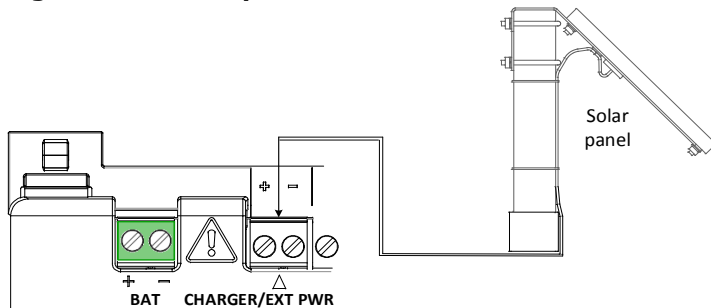 Solar
panel
+ −
+ −
BAT CHARGER/EXT PWR